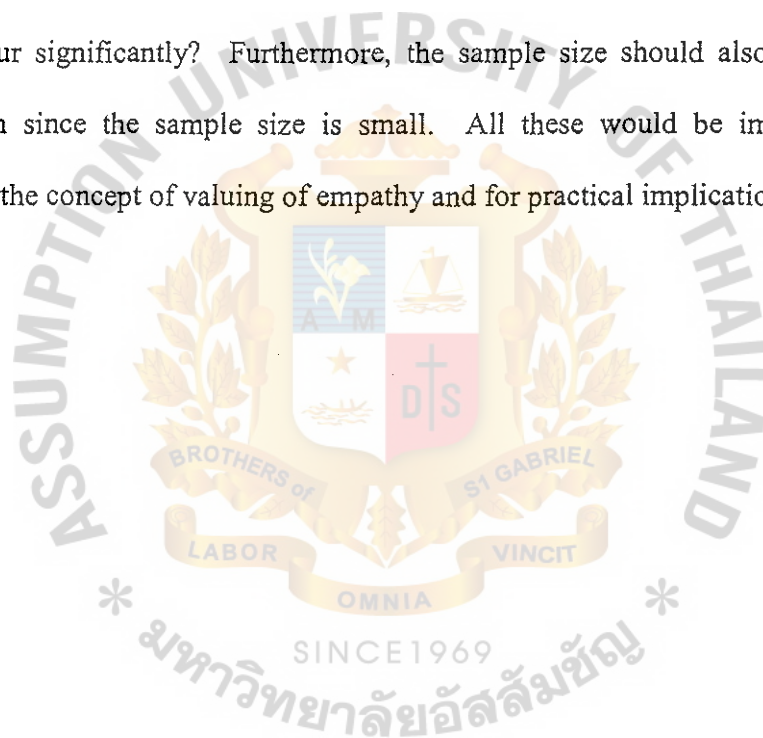 ur significantly? Furthermore, the sample size should also
n since the sample size is small. All these would be im
the concept of valuing of empathy and for practical implicatio
ASSUMPTION UNIVERSITY OF THAILAND
A M
D S
BROTHERS of ST GABRIEL
LABOR VINCIT
OMNIA
SINCE1969
* มหาวิทยาลัยอัสสัมชัญ *